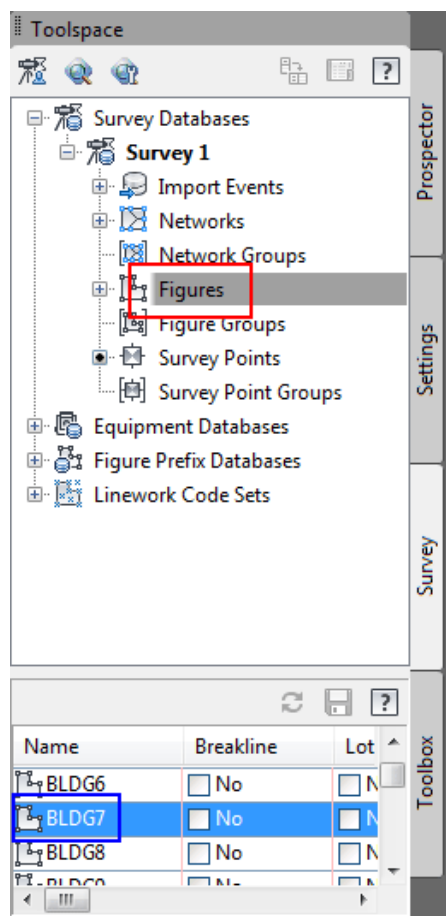 Toolspace
?
Survey Databases
Survey 1
Import Events
Networks
Network Groups
Figures
Figure Groups
Survey Points
Survey Point Groups
Equipment Databases
Figure Prefix Databases
Linework Code Sets
Prospector
Settings
Survey
Toolbox
?
Name Breakline Lot
BLDG6 No N
BLDG7 No N
BLDG8 No N